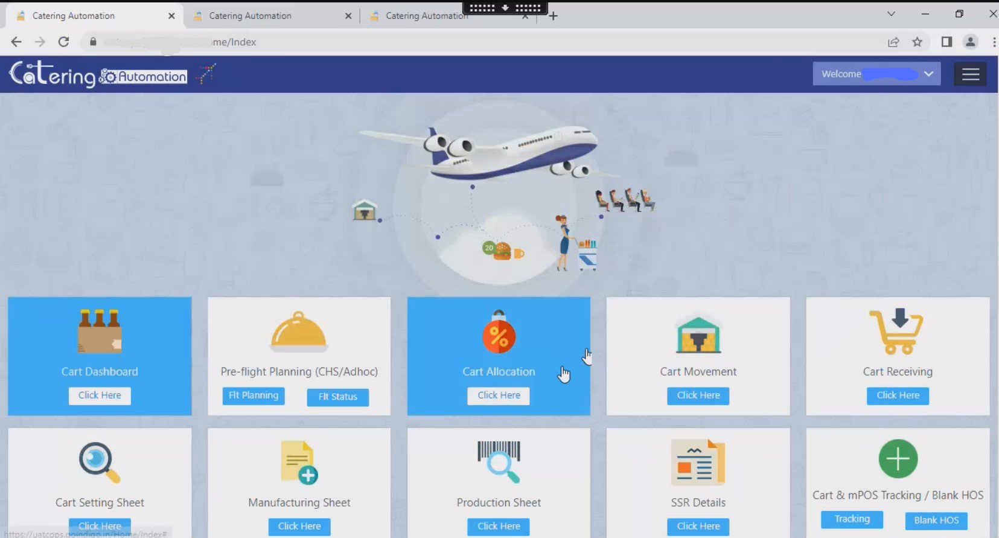 Catering Automation
Catering Automation
Catering Automation
me/Index
Catering Automation
Welcome
20
Cart Dashboard
Click Here
Pre-flight Planning (CHS/Adhoc)
Flt Planning
Flt Status
%
Cart Allocation
Click Here
Cart Movement
Click Here
Cart Receiving
Click Here
Cart Setting Sheet
Click Here
Manufacturing Sheet
Click Here
Production Sheet
Click Here
SSR Details
Click Here
Cart & mPOS Tracking / Blank HOS
Tracking
Blank HOS
https://uatcops.goindigo.in/Home/Index#